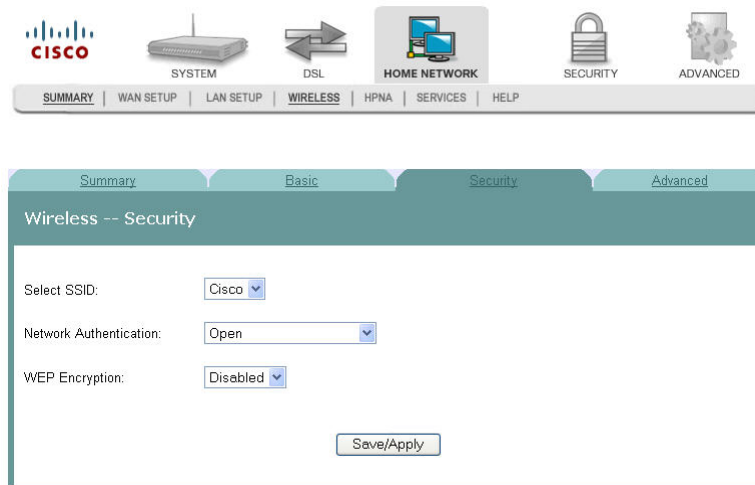 CISCO
SYSTEM DSL HOME NETWORK SECURITY ADVANCED
SUMMARY | WAN SETUP | LAN SETUP | WIRELESS | HPNA | SERVICES | HELP
Summary Basic Security Advanced
Wireless -- Security
Select SSID: Cisco
Network Authentication: Open
WEP Encryption: Disabled
Save/Apply